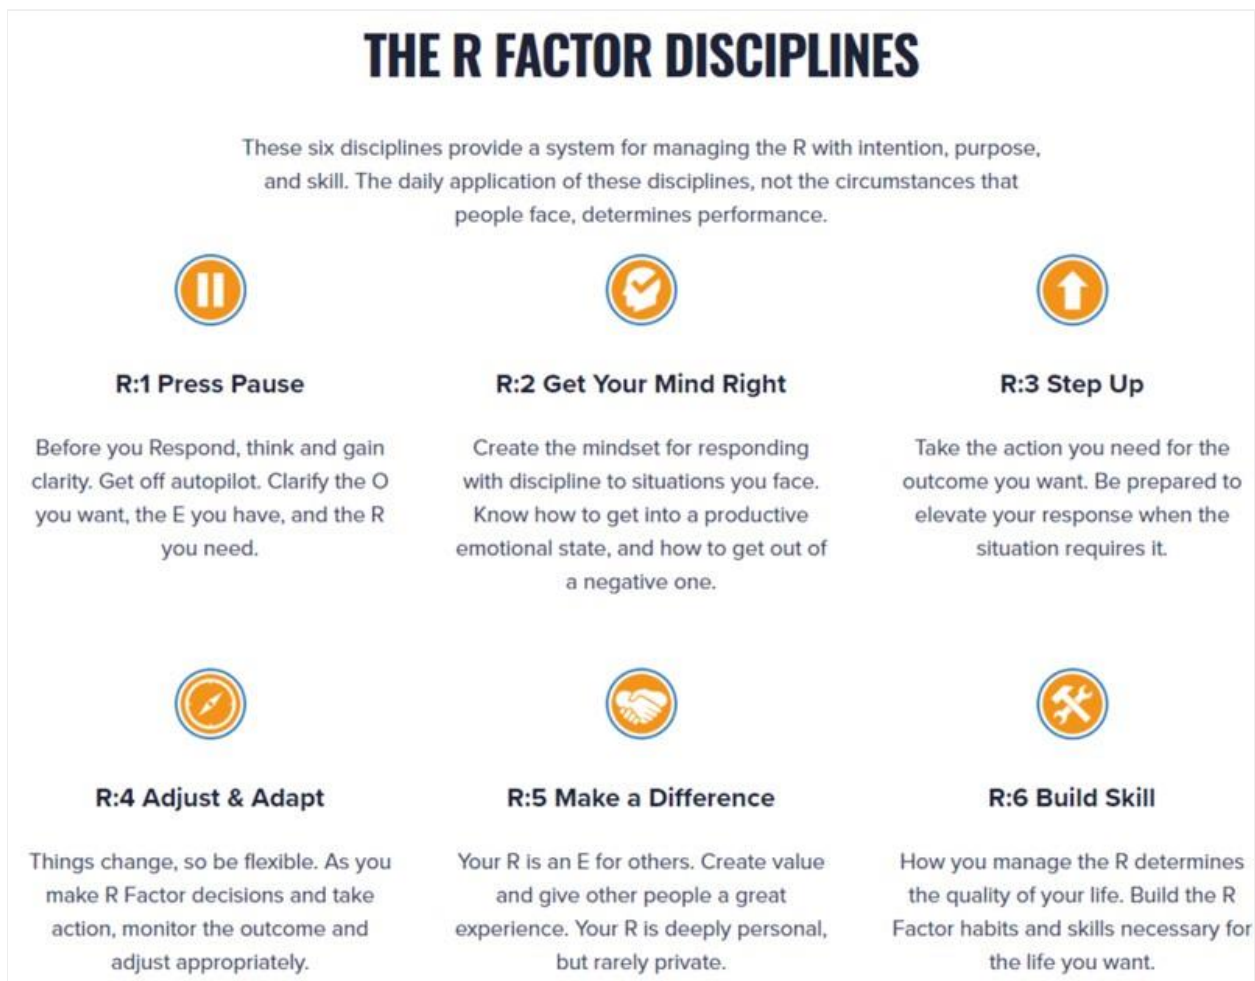 THE R FACTOR DISCIPLINES
These six disciplines provide a system for managing the R with intention, purpose,
and skill. The daily application of these disciplines, not the circumstances that
people face, determines performance.
R:1 Press Pause
Before you Respond, think and gain
clarity. Get off autopilot. Clarify the O
you want, the E you have, and the R
you need.
R:2 Get Your Mind Right
Create the mindset for responding
with discipline to situations you face.
Know how to get into a productive
emotional state, and how to get out of
a negative one.
R:3 Step Up
Take the action you need for the
outcome you want. Be prepared to
elevate your response when the
situation requires it.
R:4 Adjust & Adapt
Things change, so be flexible. As you
make R Factor decisions and take
action, monitor the outcome and
adjust appropriately.
R:5 Make a Difference
Your R is an E for others. Create value
and give other people a great
experience. Your R is deeply personal,
but rarely private.
R:6 Build Skill
How you manage the R determines
the quality of your life. Build the R
Factor habits and skills necessary for
the life you want.